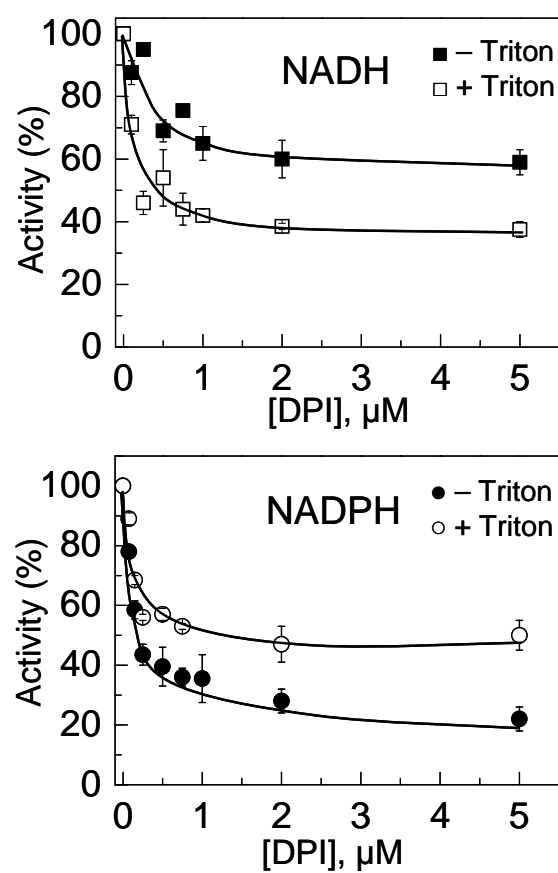 NADH
– Triton
+ Triton
Activity (%)
100
80
60
40
20
0
0 1 2 3 4 5
[DPI], µM
NADPH
– Triton
+ Triton
Activity (%)
100
80
60
40
20
0
0 1 2 3 4 5
[DPI], µM